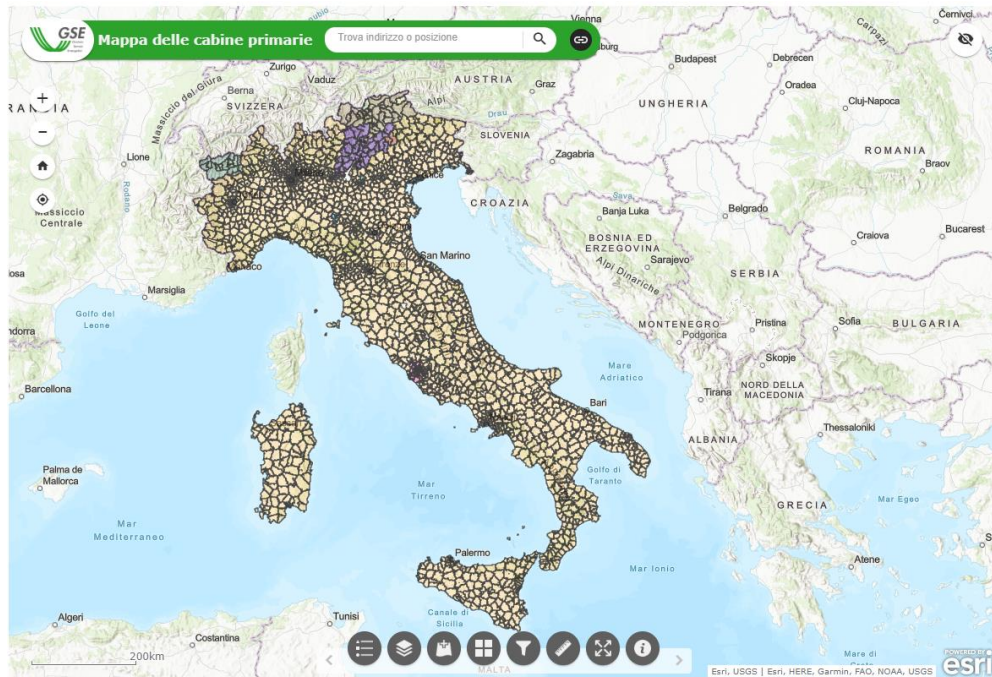 Černivci
Vienna
GSE
Mappa delle cabine primarie
Trova indirizzo o posizione
Carpazi
Budapest
Debrecen
Zurigo
Vaduz
AUSTRIA
Graz
Oradea
Berna
SVIZZERA
Alpi
Massiccio del Giura
UNGHERIA
Cluj-Napoca
Drau
SLOVENIA
Lione
Zagabria
ROMANIA
Braov
Rodano
CROAZIA
Sava
Banja Luka
Belgrado
Massiccio
Centrale
BOSNIA ED
ERZEGOVINA
Craiova
Bucarest
San Marino
Sarajevo
Alpi Dinariche
SERBIA
Marsiglia
Golfo del
Leone
MONTENEGRO
Podgorica
Pristina
Sofia
BULGARIA
Skopje
Mare
Adriatico
Barcellona
Tirana
NORD DELLA
MACEDONIA
Bari
Thessaloniki
ALBANIA
Palma de
Mallorca
Golfo di
Taranto
Mar
Tirreno
Mar Egeo
GRECIA
Mar
Mediterraneo
Palermo
Mar Ionio
Atene
Algeri
Tunisi
Canale di
Sicilia
Costantina
200km
MALTA
Mare di
Esri, USGS | Esri, HERE, Garmin, FAO, NOAA, USGS
POWERED BY
esri